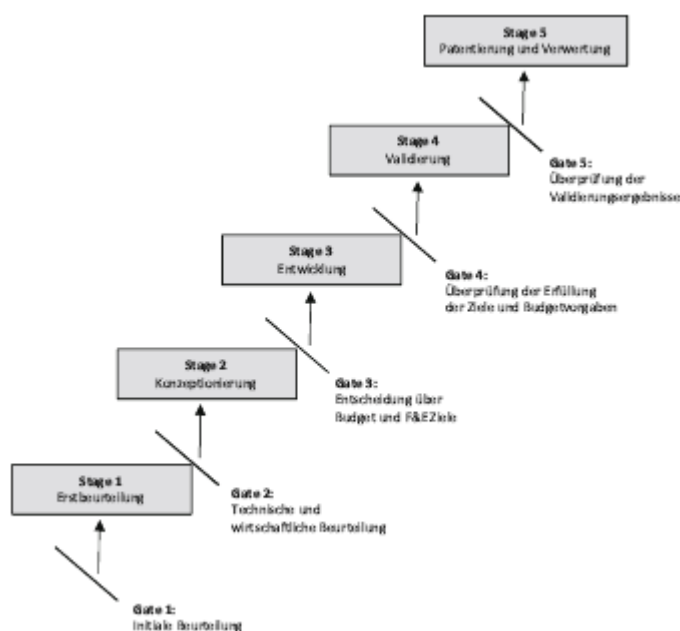 Stage 5
Patentierung und Verwertung
Stage 4
Validierung
Gate 5:
Überprüfung der
Validierungsergebnisse
Stage 3
Entwicklung
Gate 4:
Überprüfung der Erfüllung
der Ziele und Budgetvorgaben
Stage 2
Konzeptionierung
Gate 3:
Entscheidung über
Budget und F&E Ziele
Stage 1
Erstbeurteilung
Gate 2:
Technische und
wirtschaftliche Beurteilung
Gate 1:
Initiale Beurteilung